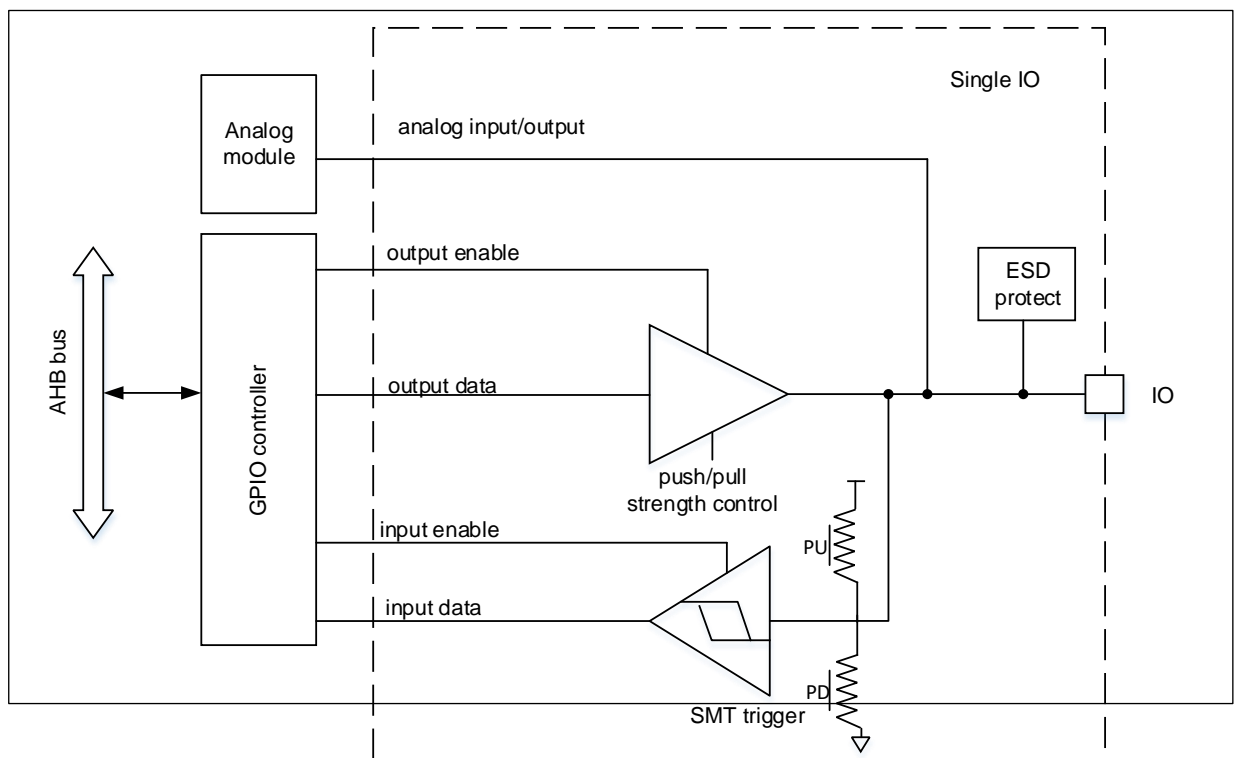 Single IO
Analog
module
analog input/output
output enable
ESD
protect
AHB bus
GPIO controller
output data
IO
push/pull
strength control
input enable
PU
input data
PD
SMT trigger